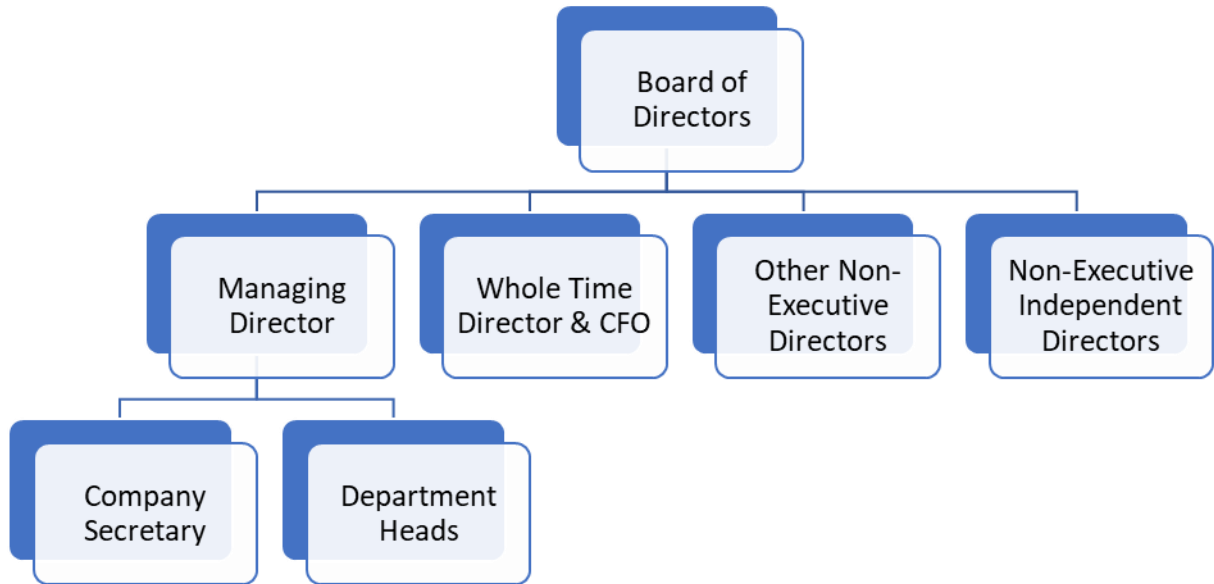 Board of
Directors
Managing
Director
Whole Time
Director & CFO
Other Non-
Executive
Directors
Non-Executive
Independent
Directors
Company
Secretary
Department
Heads